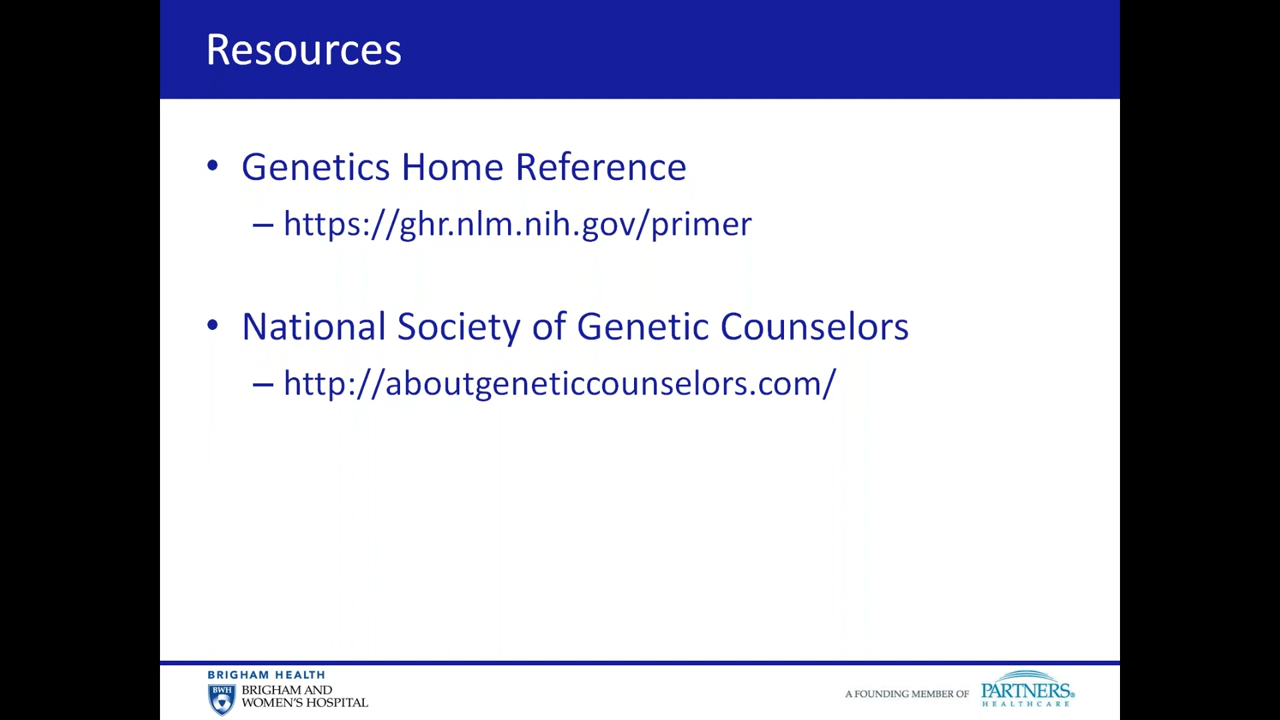 Resources
• Genetics Home Reference
– https://ghr.nlm.nih.gov/primer
• National Society of Genetic Counselors
– http://aboutgeneticcounselors.com/
BRIGHAM HEALTH
BWH
BRIGHAM AND
WOMEN'S HOSPITAL
A FOUNDING MEMBER OF
PARTNERS®
HEALTHCARE